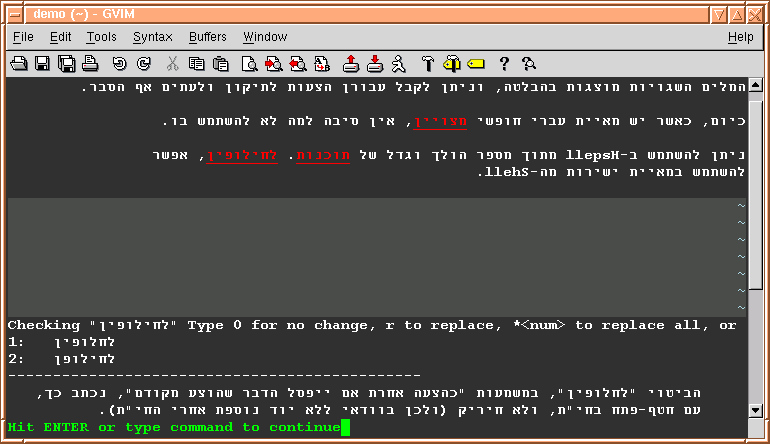 demo (~) - GVIM
File Edit Tools Syntax Buffers Window Help
המלים השגויות מוצגות בהבלטה, וניתן לקבל עבורן הצעות לתיקון ולעתים אף הסבר.
כיום, כאשר יש מאיית עברי חופשי מצויין, אין סיבה למה לא להשתמש בו.
ניתן להשתמש ב-Hspell מתוך מספר הולך וגדל של תוכנות. לחילופין, אפשר
להשתמש במאיית ישירות מה-Shell.
~
~
~
~
~
~
~
Checking "לחילופין" Type 0 for no change, r to replace, *<num> to replace all, or
1: לחלופין
2: לחילופן
----------------------------------------------
הביטוי "לחלופין", במשמעות "כהצעה אחרת אם ייפסל הדבר שהוצע מקודם", נכתב כך,
עם חטף-פתח בחי"ת, ולא חיריק (ולכן בוודאי ללא יוד נוספת אחרי החי"ת).
Hit ENTER or type command to continue